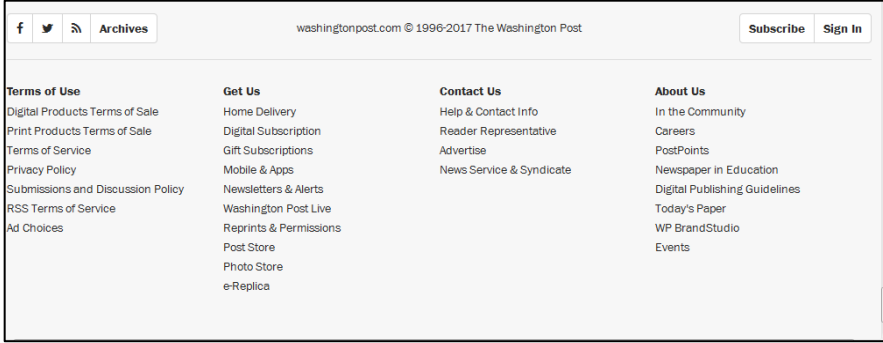 Archives
washingtonpost.com © 1996-2017 The Washington Post
Subscribe
Sign In
Terms of Use
Digital Products Terms of Sale
Print Products Terms of Sale
Terms of Service
Privacy Policy
Submissions and Discussion Policy
RSS Terms of Service
Ad Choices
Get Us
Home Delivery
Digital Subscription
Gift Subscriptions
Mobile & Apps
Newsletters & Alerts
Washington Post Live
Reprints & Permissions
Post Store
Photo Store
e-Replica
Contact Us
Help & Contact Info
Reader Representative
Advertise
News Service & Syndicate
About Us
In the Community
Careers
PostPoints
Newspaper in Education
Digital Publishing Guidelines
Today's Paper
WP BrandStudio
Events